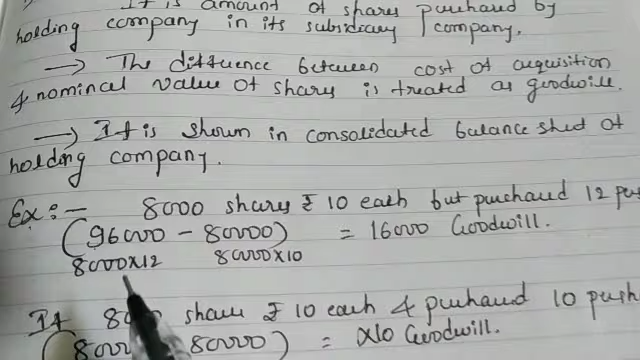 It is amount of shares purchased by
holding company in its subsidiary company.
→ The difference between cost of acquisition
& nominal value of shares is treated as goodwill.
→ It is shown in consolidated balance sheet of
holding company.
Ex:- 8000 shares ₹ 10 each but purchased 12 per
(96000 - 80000) = 16000 Goodwill.
8000x12 8000x10
If share ₹ 10 each & purchased 10
80000) = No Goodwill.